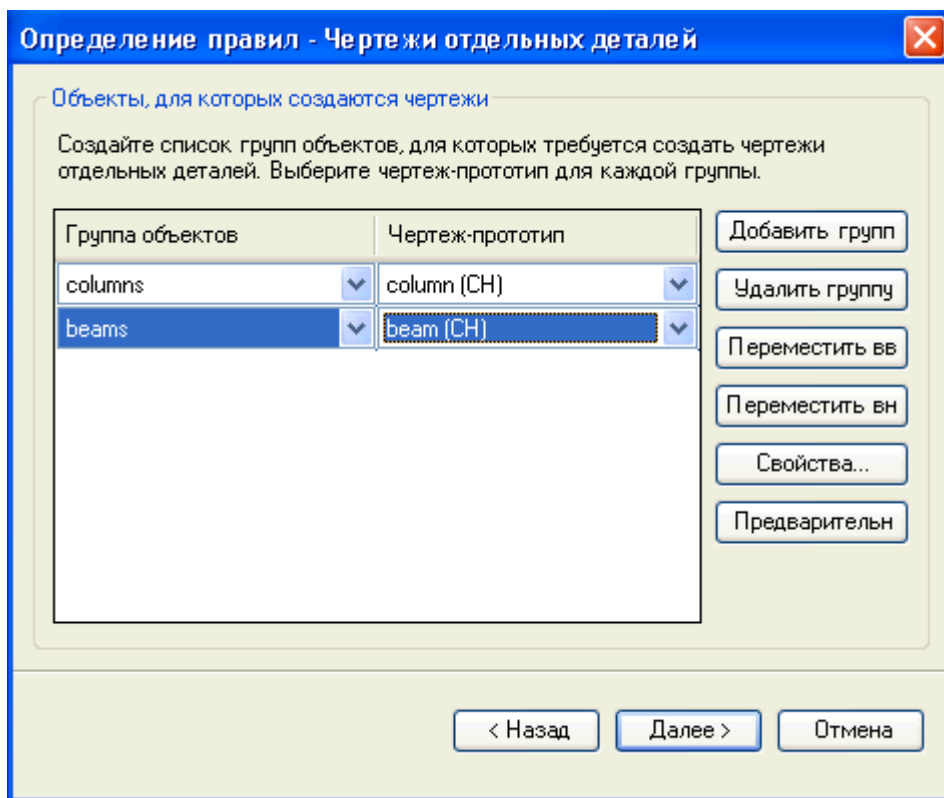 Определение правил - Чертежи отдельных деталей
Объекты, для которых создаются чертежи
Создайте список групп объектов, для которых требуется создать чертежи
отдельных деталей. Выберите чертеж-прототип для каждой группы.
Группа объектов Чертеж-прототип
columns column (CH)
beams beam (CH)
Добавить групп
Удалить группу
Переместить вв
Переместить вн
Свойства...
Предварительн
< Назад Далее > Отмена